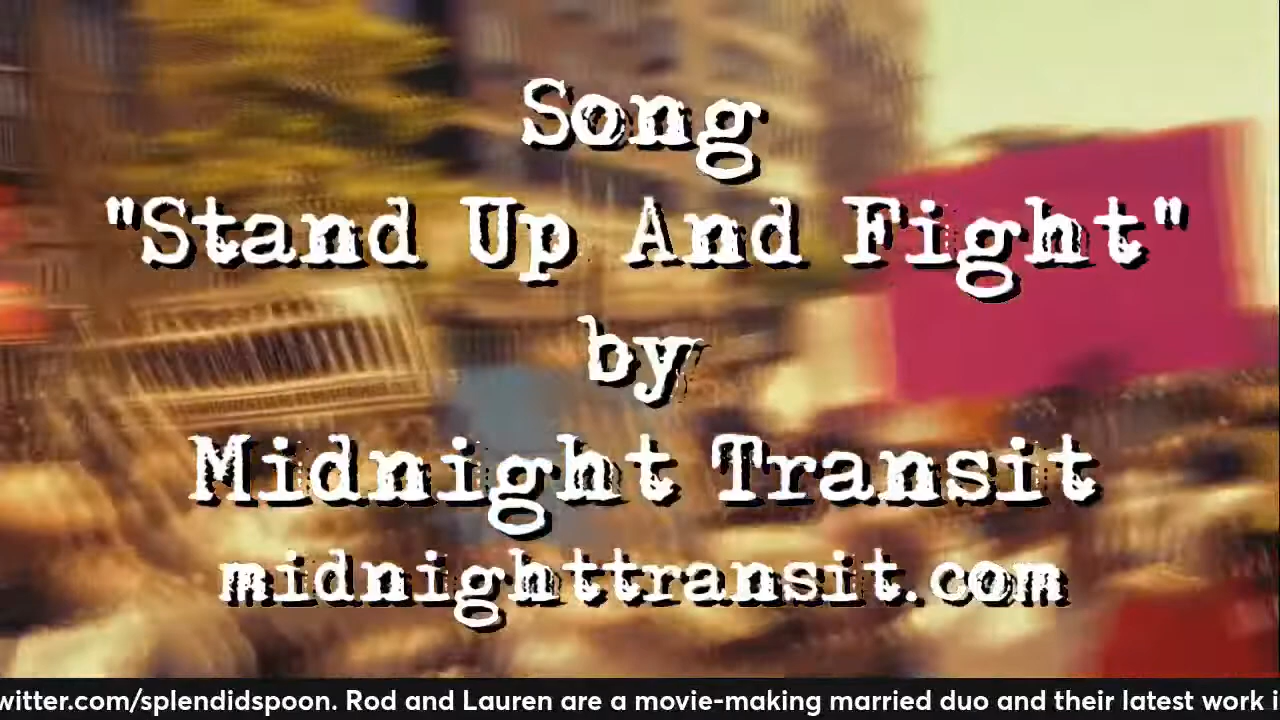 Song
"Stand Up And Fight"
by
Midnight Transit
midnighttransit.com
witter.com/splendidspoon. Rod and Lauren are a movie-making married duo and their latest work i